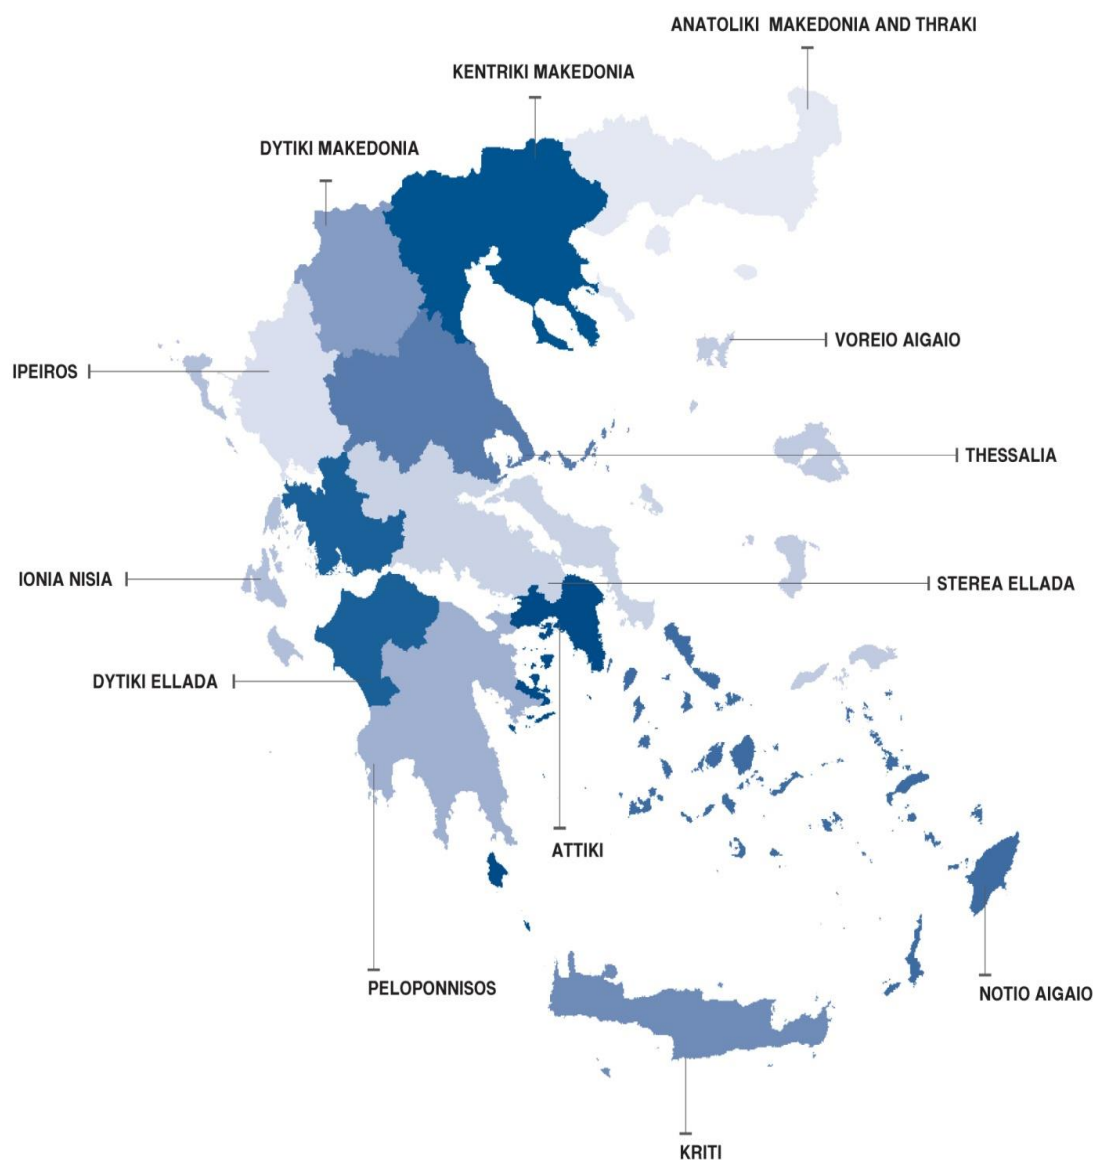 ANATOLIKI MAKEDONIA AND THRAKI
KENTRIKI MAKEDONIA
DYTIKI MAKEDONIA
VOREIO AIGAIO
IPEIROS
THESSALIA
IONIA NISIA
STEREA ELLADA
DYTIKI ELLADA
ATTIKI
PELOPONNISOS
NOTIO AIGAIO
KRITI